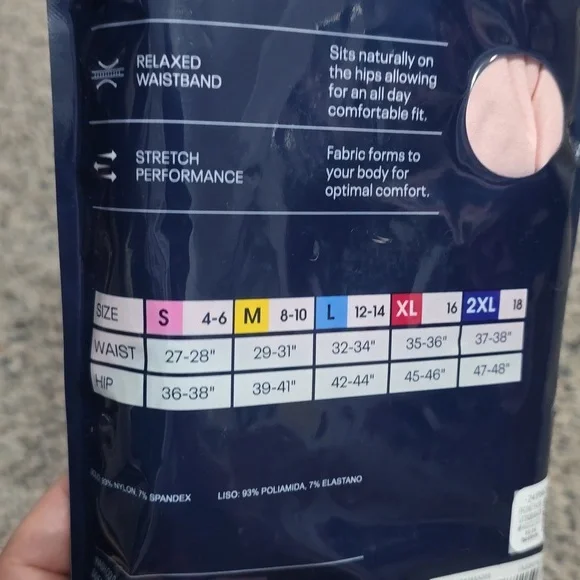 RELAXED
WAISTBAND
Sits naturally on
the hips allowing
for an all day
comfortable fit.
STRETCH
PERFORMANCE
Fabric forms to
your body for
optimal comfort.
SIZE S 4-6 M 8-10 L 12-14 XL 16 2XL 18
WAIST 27-28" 29-31" 32-34" 35-36" 37-38"
HIP 36-38" 39-41" 42-44" 45-46" 47-48"
NYLON, 7% SPANDEX LISO: 93% POLIAMIDA, 7% ELASTANO